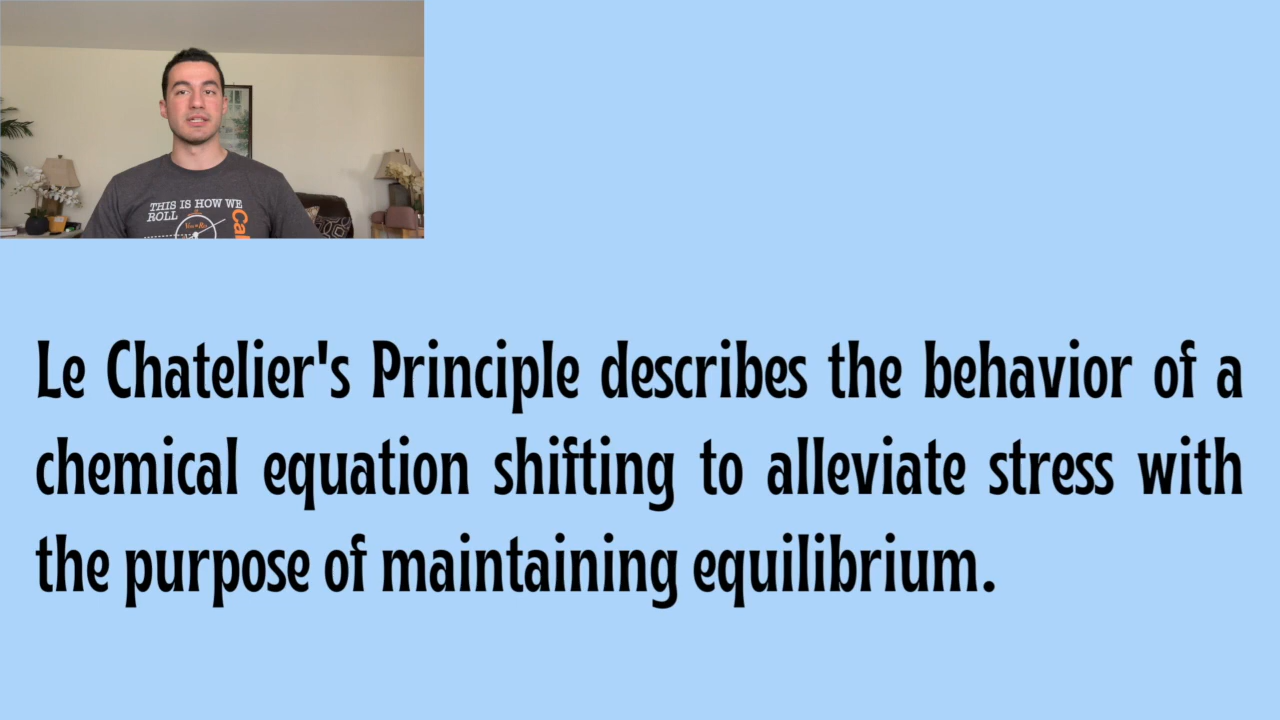 THIS IS HOW WE
ROLL
Le Chatelier's Principle describes the behavior of a
chemical equation shifting to alleviate stress with
the purpose of maintaining equilibrium.